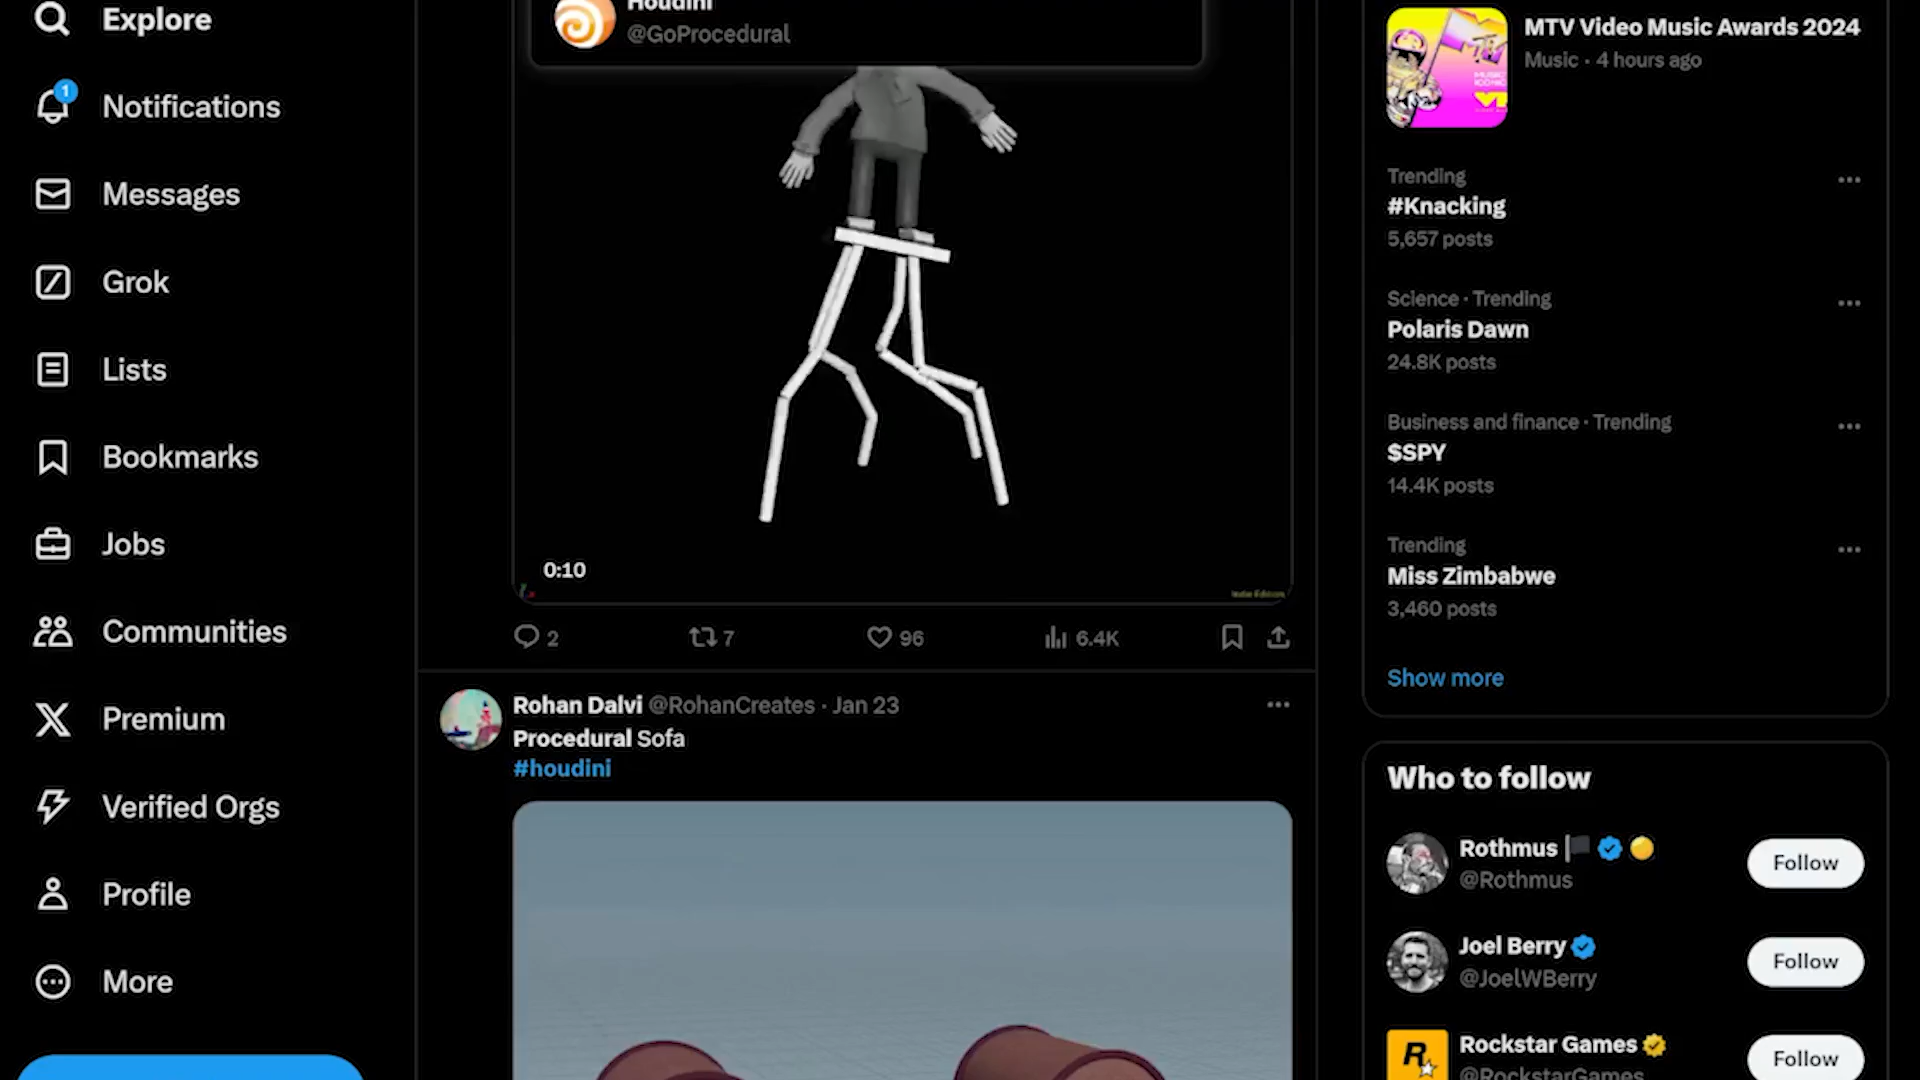 Explore
1
Notifications
Messages
Grok
Lists
Bookmarks
Jobs
Communities
Premium
Verified Orgs
Profile
More
Houdini
@GoProcedural
0:10
Indie Edition
2
7
96
6.4K
Rohan Dalvi @RohanCreates · Jan 23
Procedural Sofa
#houdini
MTV Video Music Awards 2024
Music · 4 hours ago
Trending
#Knacking
5,657 posts
Science · Trending
Polaris Dawn
24.8K posts
Business and finance · Trending
$SPY
14.4K posts
Trending
Miss Zimbabwe
3,460 posts
Show more
Who to follow
Rothmus
@Rothmus
Follow
Joel Berry
@JoelWBerry
Follow
Rockstar Games
@RockstarGames
Follow